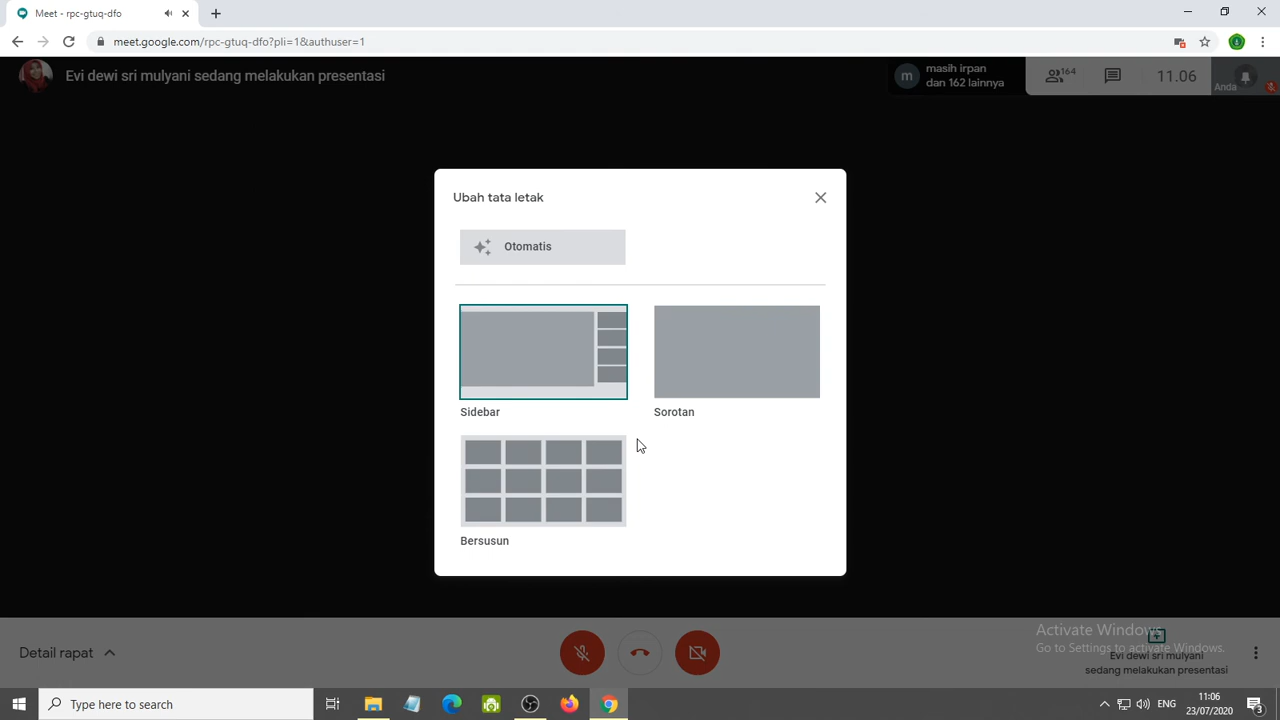 Meet - rpc-gtuq-dfo
meet.google.com/rpc-gtuq-dfo?pli=1&authuser=1
Evi dewi sri mulyani sedang melakukan presentasi
m
masih irpan
dan 162 lainnya
164
11.06
Anda
Ubah tata letak
Otomatis
Sidebar
Sorotan
Bersusun
Detail rapat
Activate Windows
Go to Settings to activate Windows.
Evi dewi sri mulyani
sedang melakukan presentasi
Type here to search
ENG
11:06
23/07/2020
3